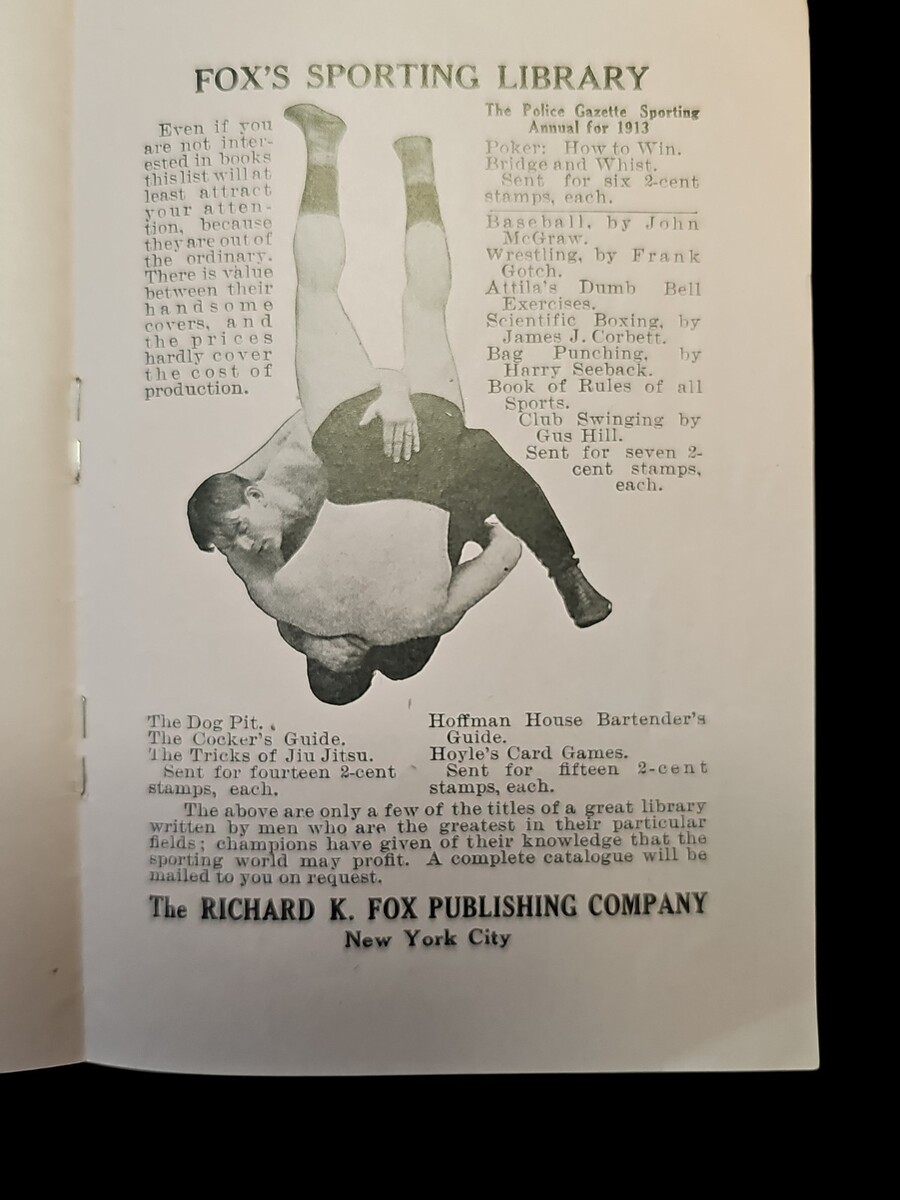 FOX'S SPORTING LIBRARY
Even if you
are not inter-
ested in books
this list will at
least attract
your atten-
tion, because
they are out of
the ordinary.
There is value
between their
handsome
covers, and
the prices
hardly cover
the cost of
production.
The Police Gazette Sporting
Annual for 1913
Poker: How to Win.
Bridge and Whist.
Sent for six 2-cent
stamps, each.
Baseball, by John
McGraw.
Wrestling, by Frank
Gotch.
Attila's Dumb Bell
Exercises.
Scientific Boxing, by
James J. Corbett.
Bag Punching, by
Harry Seeback.
Book of Rules of all
Sports.
Club Swinging by
Gus Hill.
Sent for seven 2-
cent stamps,
each.
The Dog Pit.
The Cocker's Guide.
The Tricks of Jiu Jitsu.
Sent for fourteen 2-cent
stamps, each.
Hoffman House Bartender's
Guide.
Hoyle's Card Games.
Sent for fifteen 2-cent
stamps, each.
The above are only a few of the titles of a great library
written by men who are the greatest in their particular
fields; champions have given of their knowledge that the
sporting world may profit. A complete catalogue will be
mailed to you on request.
The RICHARD K. FOX PUBLISHING COMPANY
New York City